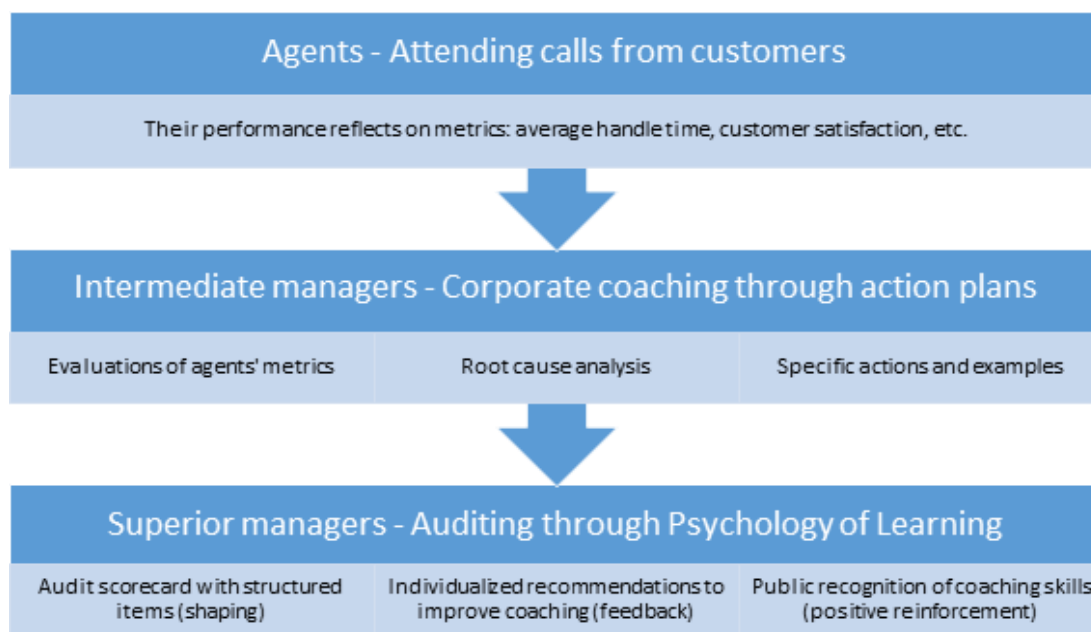 Agents - Attending calls from customers
Their performance reflects on metrics: average handle time, customer satisfaction, etc.
Intermediate managers - Corporate coaching through action plans
Evaluations of agents' metrics
Root cause analysis
Specific actions and examples
Superior managers - Auditing through Psychology of Learning
Audit scorecard with structured
items (shaping)
Individualized recommendations to
improve coaching (feedback)
Public recognition of coaching skills
(positive reinforcement)